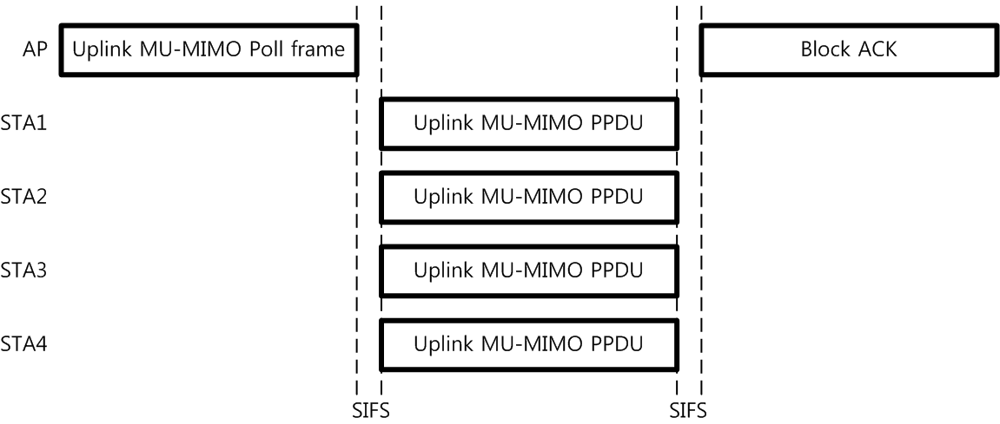 AP
Uplink MU-MIMO Poll frame
Block ACK
STA1
Uplink MU-MIMO PPDU
STA2
Uplink MU-MIMO PPDU
STA3
Uplink MU-MIMO PPDU
STA4
Uplink MU-MIMO PPDU
SIFS
SIFS